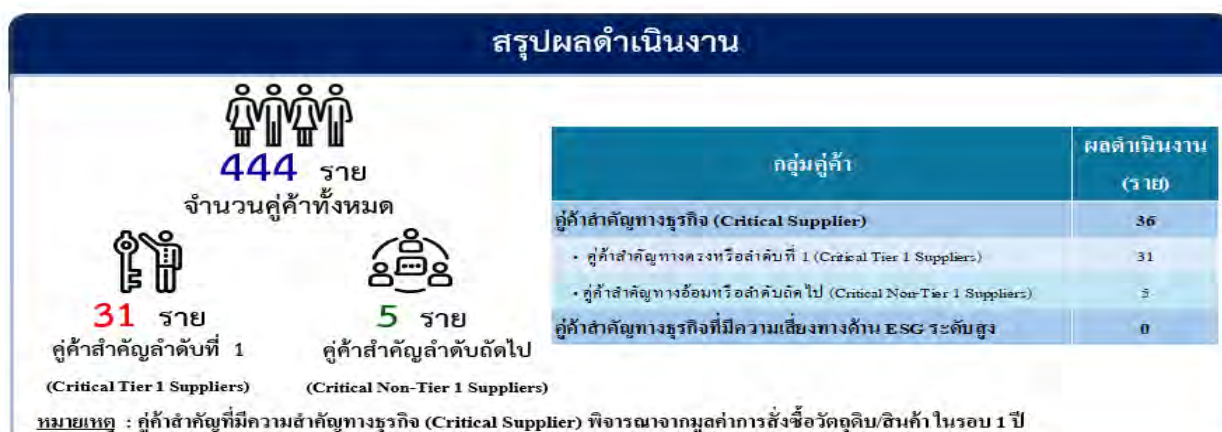 สรุปผลดำเนินงาน
444 ราย
จำนวนคู่ค้าทั้งหมด
31 ราย
คู่ค้าสำคัญลำดับที่ 1
(Critical Tier 1 Suppliers)
5 ราย
คู่ค้าสำคัญลำดับถัดไป
(Critical Non-Tier 1 Suppliers)
กลุ่มคู่ค้า
ผลดำเนินงาน
(ราย)
คู่ค้าสำคัญทางธุรกิจ (Critical Supplier) 36
• คู่ค้าสำคัญทางตรงหรือลำดับที่ 1 (Critical Tier 1 Suppliers) 31
• คู่ค้าสำคัญทางอ้อมหรือลำดับถัดไป (Critical Non-Tier 1 Suppliers) 5
คู่ค้าสำคัญทางธุรกิจที่มีความเสี่ยงทางด้าน ESG ระดับสูง 0
หมายเหตุ : คู่ค้าสำคัญที่มีความสำคัญทางธุรกิจ (Critical Supplier) พิจารณาจากมูลค่าการสั่งซื้อวัตถุดิบ/สินค้า ในรอบ 1 ปี